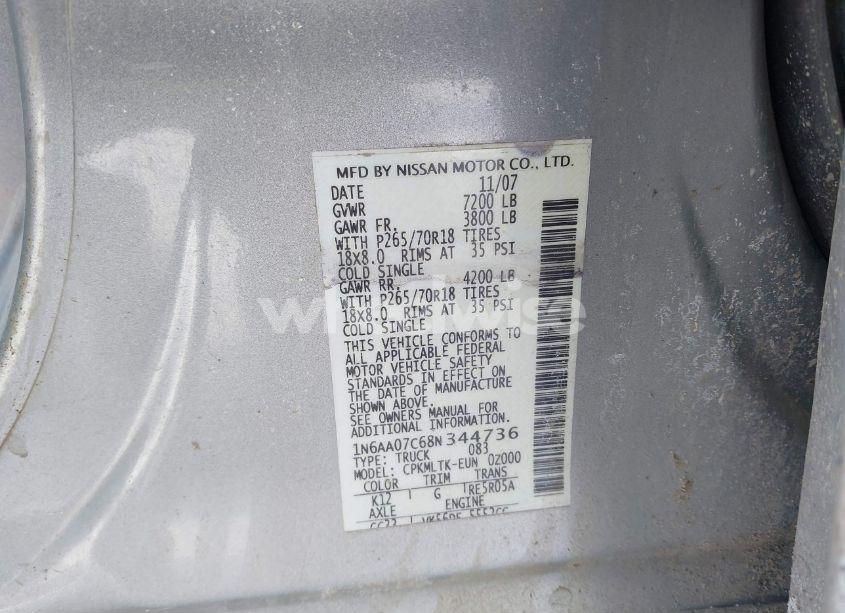 MFD BY NISSAN MOTOR CO., LTD.
DATE 11/07
GVWR 7200 LB
GAWR FR. 3800 LB
WITH P265/70R18 TIRES
18X8.0 RIMS AT 35 PSI
COLD SINGLE
GAWR RR. 4200 LB
WITH P265/70R18 TIRES
18X8.0 RIMS AT 35 PSI
COLD SINGLE
THIS VEHICLE CONFORMS TO
ALL APPLICABLE FEDERAL
MOTOR VEHICLE SAFETY
STANDARDS IN EFFECT ON
THE DATE OF MANUFACTURE
SHOWN ABOVE.
SEE OWNERS MANUAL FOR
ADDITIONAL INFORMATION.
1N6AA07C68N344736
TYPE: TRUCK 083
MODEL: CPKMLTK-EUN 0Z000
COLOR TRIM TRANS
K12 G RE5R05A
AXLE ENGINE